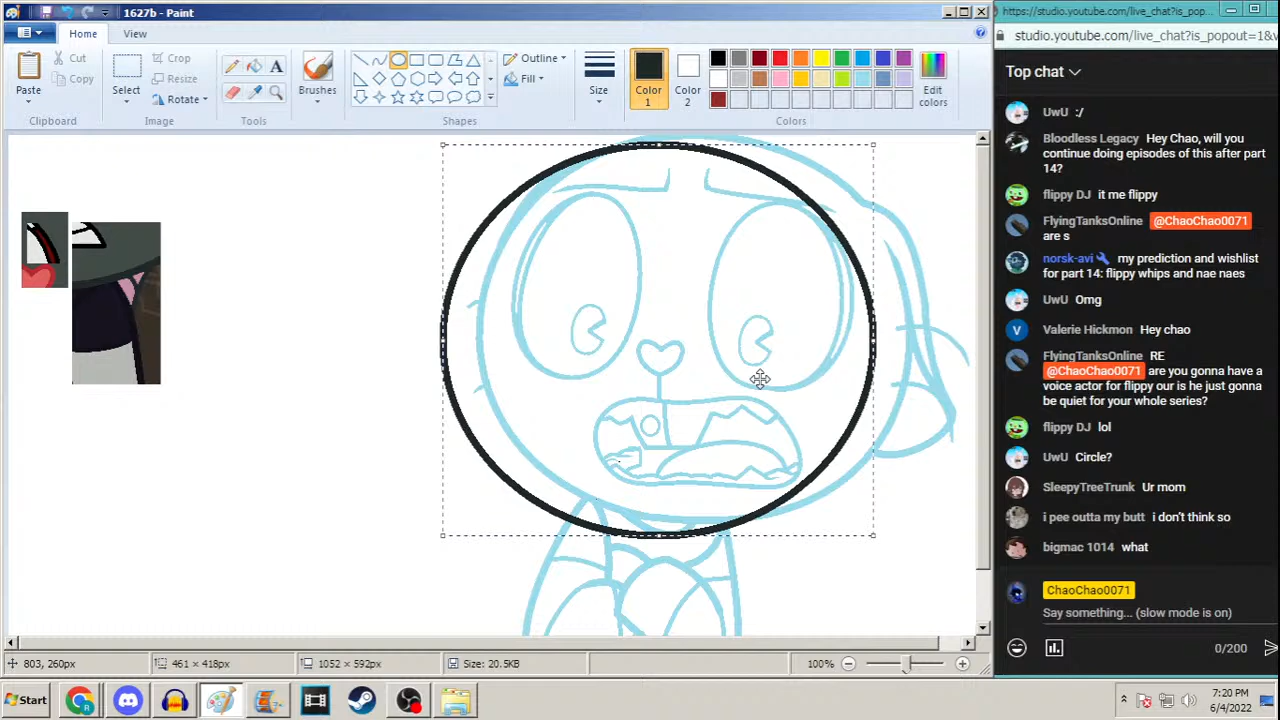 1627b - Paint
https://studio.youtube.com/live_chat?is_pop...
Home
View
studio.youtube.com/live_chat?is_popout=1&v
Paste
Cut
Copy
Select
Crop
Resize
Rotate
Brushes
Outline
Fill
Size
Color
1
Color
2
Edit
colors
Clipboard
Image
Tools
Shapes
Colors
Top chat
UwU :/
Bloodless Legacy Hey Chao, will you
continue doing episodes of this after part
14?
flippy DJ it me flippy
FlyingTanksOnline @ChaoChao0071
are s
norsk-avi my prediction and wishlist
for part 14: flippy whips and nae naes
UwU Omg
V Valerie Hickmon Hey chao
FlyingTanksOnline RE
@ChaoChao0071 are you gonna have a
voice actor for flippy our is he just gonna
be quiet for your whole series?
flippy DJ lol
UwU Circle?
SleepyTreeTrunk Ur mom
i pee outta my butt i don't think so
bigmac 1014 what
ChaoChao0071
Say something... (slow mode is on)
0/200
803, 260px
461 × 418px
1052 × 592px
Size: 20.5KB
100%
Start
7:20 PM
6/4/2022